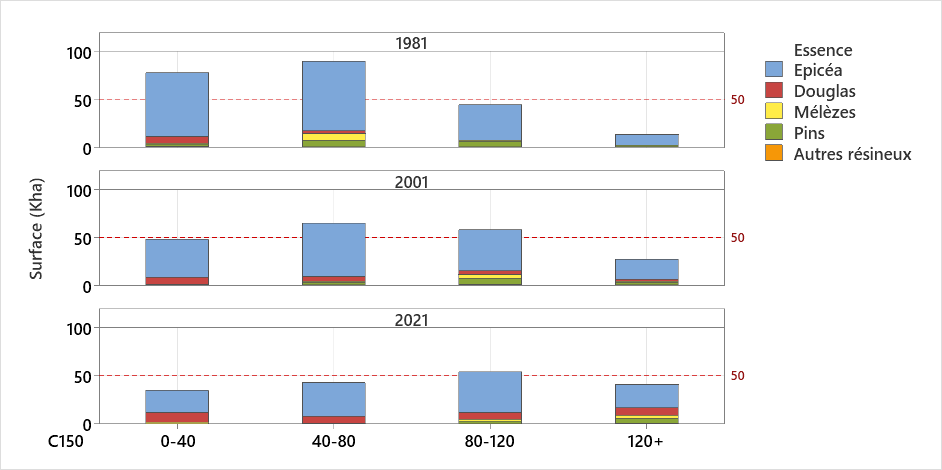 1981
100
50
0
50
2001
100
50
0
50
2021
100
50
0
50
Surface (Kha)
C150
0-40
40-80
80-120
120+
Essence
Epicéa
Douglas
Mélèzes
Pins
Autres résineux